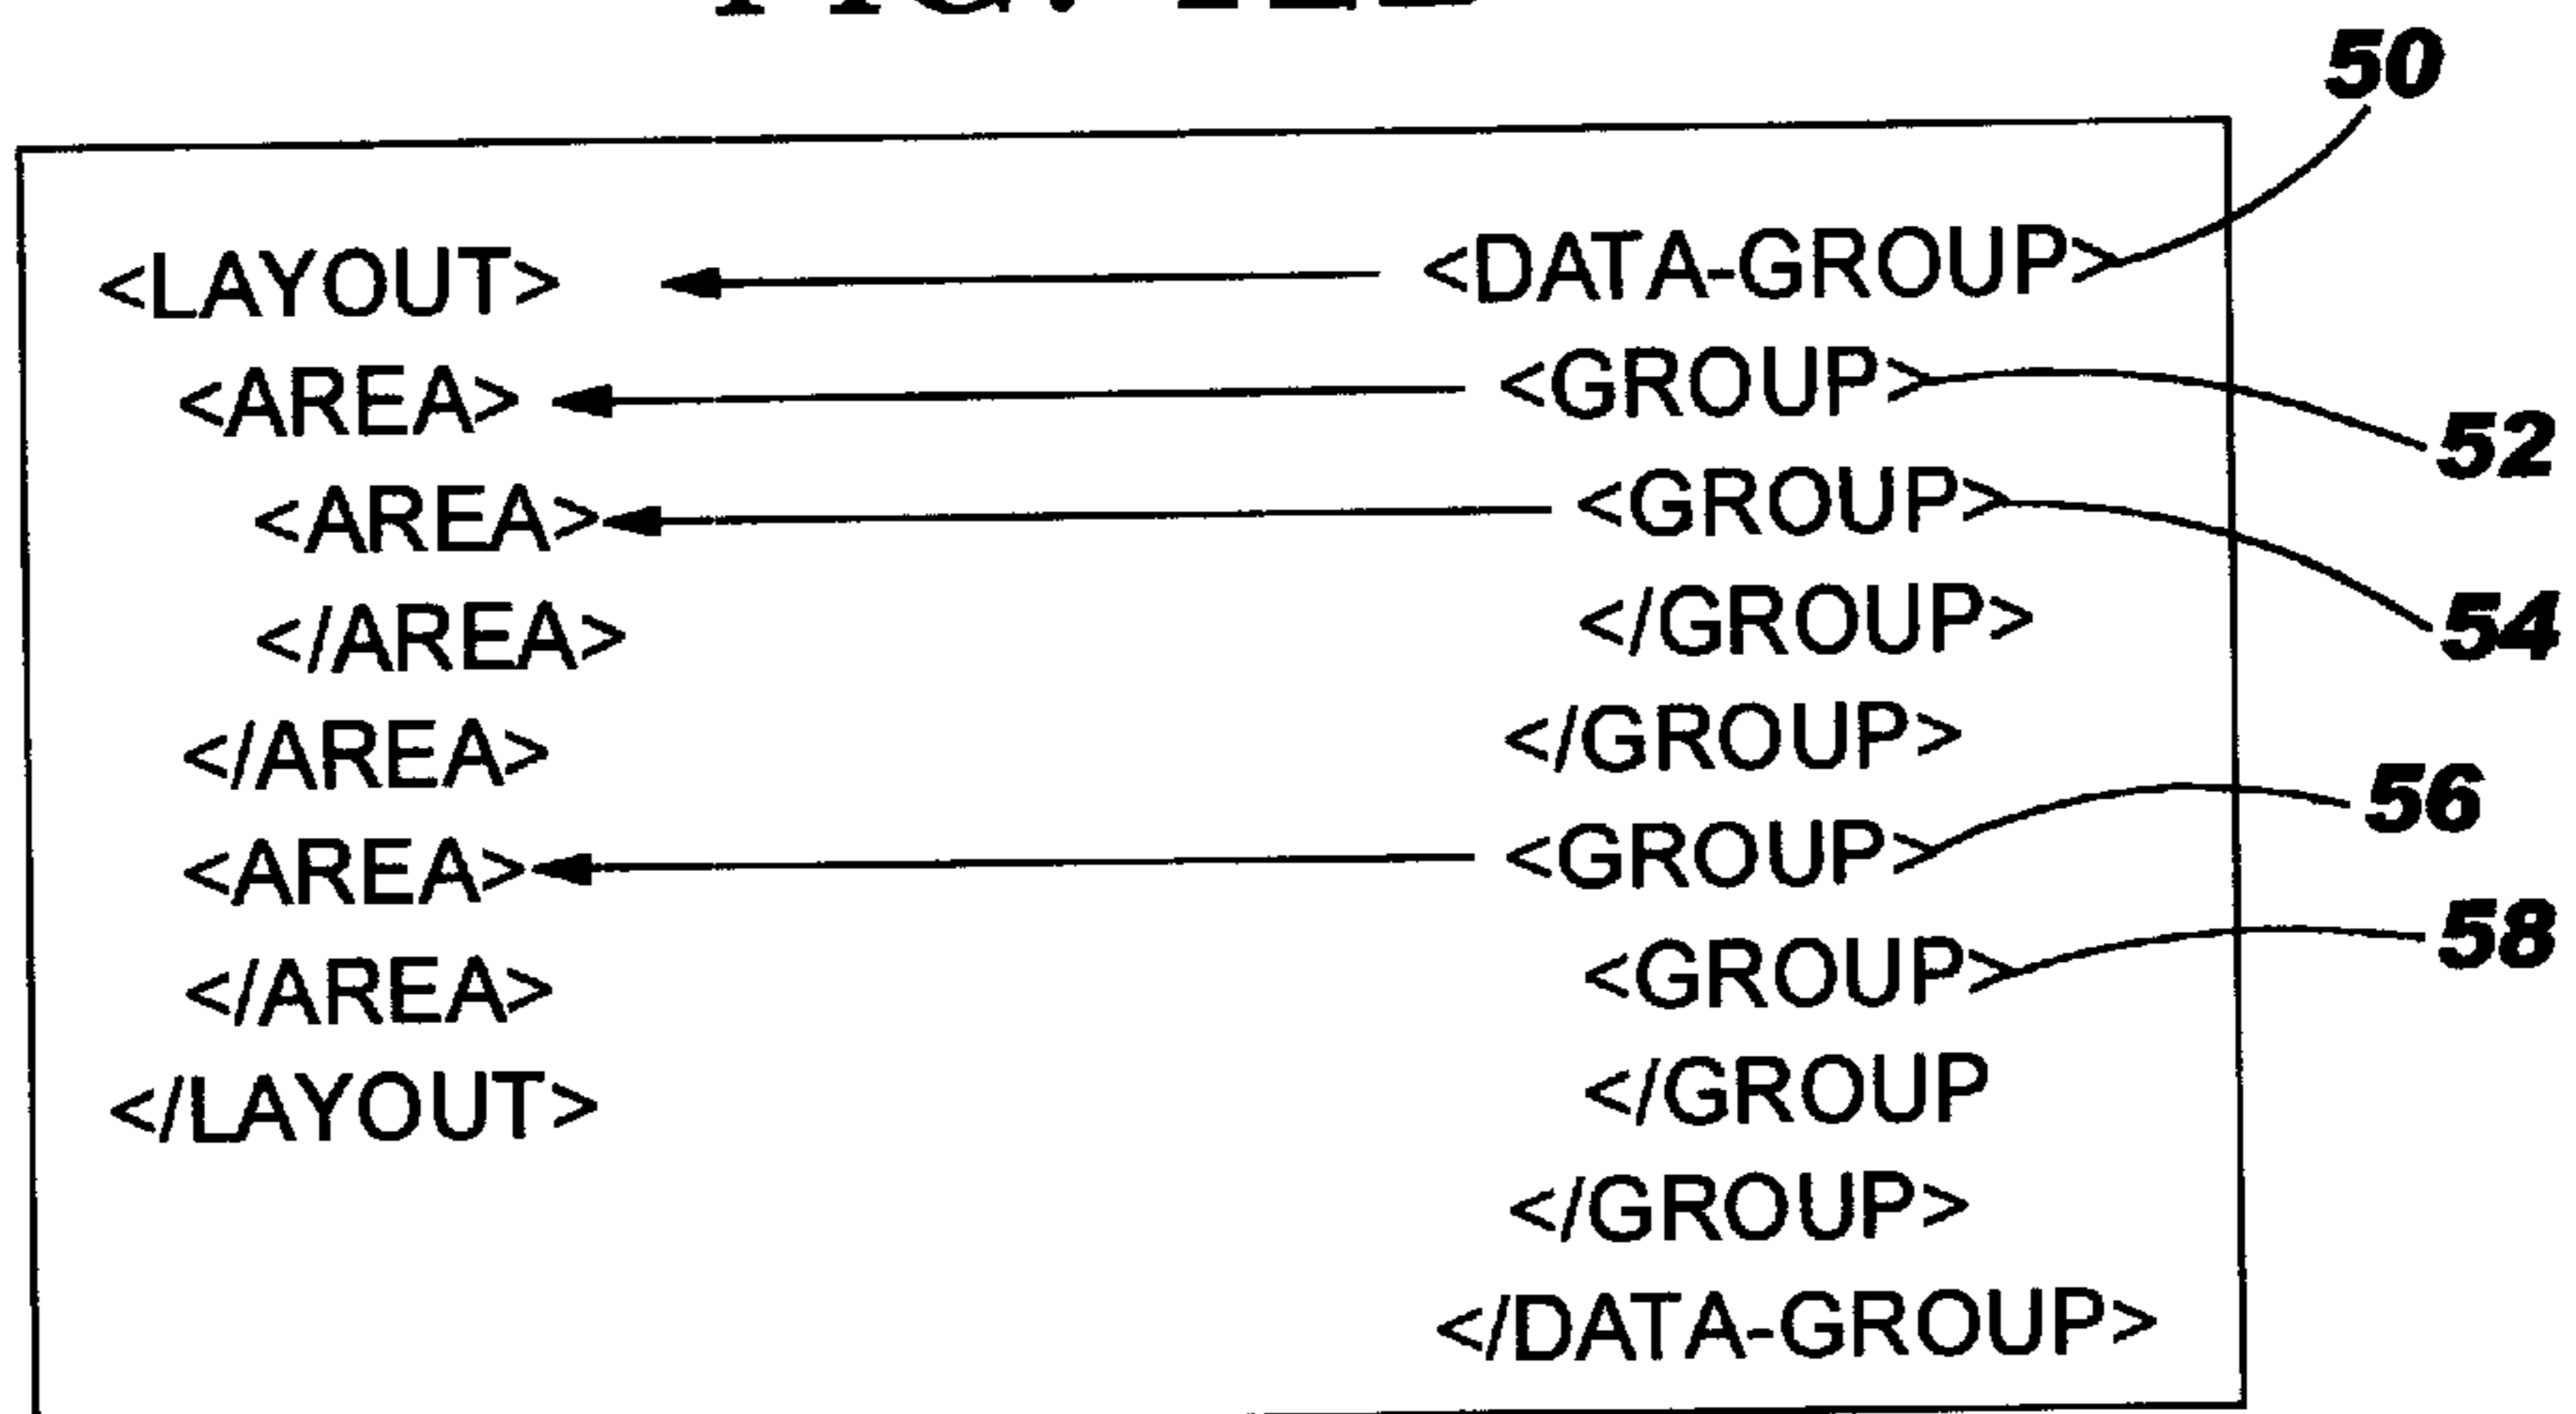 50
<LAYOUT> <DATA-GROUP>
<AREA> <GROUP>
52
<AREA> <GROUP>
54
</AREA> </GROUP>
</AREA> </GROUP>
56
<AREA> <GROUP>
58
</AREA> <GROUP>
</LAYOUT> </GROUP
</GROUP>
</DATA-GROUP>